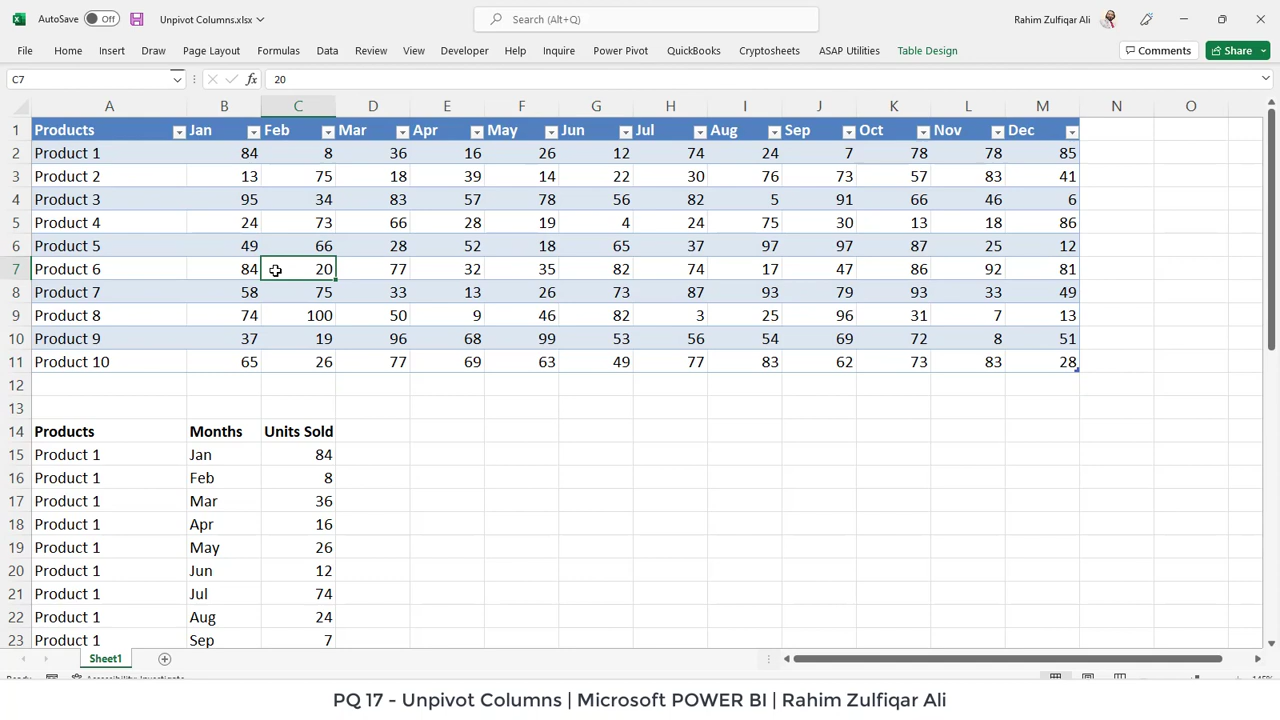 AutoSave Off Unpivot Columns.xlsx Search (Alt+Q) Rahim Zulfiqar Ali
File Home Insert Draw Page Layout Formulas Data Review View Developer Help Inquire Power Pivot QuickBooks Cryptosheets ASAP Utilities Table Design Comments Share
C7 fx 20
A B C D E F G H I J K L M N O
1 Products Jan Feb Mar Apr May Jun Jul Aug Sep Oct Nov Dec
2 Product 1 84 8 36 16 26 12 74 24 7 78 78 85
3 Product 2 13 75 18 39 14 22 30 76 73 57 83 41
4 Product 3 95 34 83 57 78 56 82 5 91 66 46 6
5 Product 4 24 73 66 28 19 4 24 75 30 13 18 86
6 Product 5 49 66 28 52 18 65 37 97 97 87 25 12
7 Product 6 84 20 77 32 35 82 74 17 47 86 92 81
8 Product 7 58 75 33 13 26 73 87 93 79 93 33 49
9 Product 8 74 100 50 9 46 82 3 25 96 31 7 13
10 Product 9 37 19 96 68 99 53 56 54 69 72 8 51
11 Product 10 65 26 77 69 63 49 77 83 62 73 83 28
12
13
14 Products Months Units Sold
15 Product 1 Jan 84
16 Product 1 Feb 8
17 Product 1 Mar 36
18 Product 1 Apr 16
19 Product 1 May 26
20 Product 1 Jun 12
21 Product 1 Jul 74
22 Product 1 Aug 24
23 Product 1 Sep 7
Sheet1
PQ 17 - Unpivot Columns | Microsoft POWER BI | Rahim Zulfiqar Ali